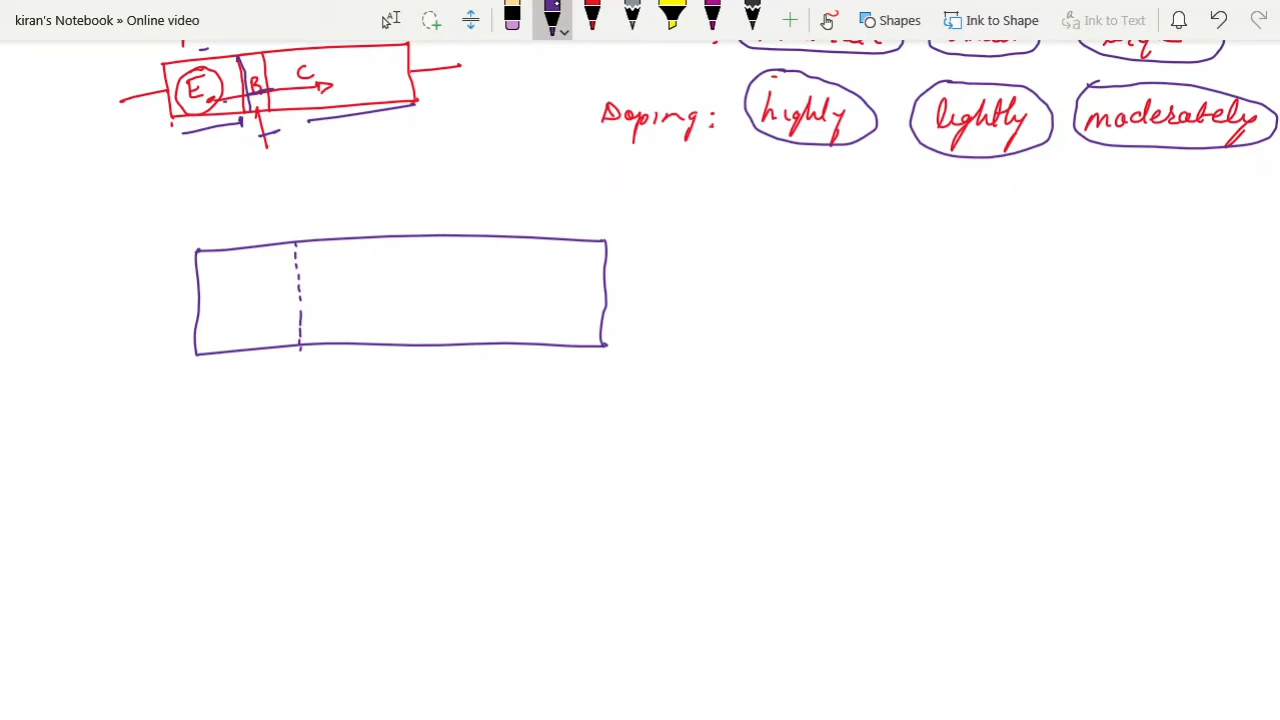 kiran's Notebook » Online video
Shapes
Ink to Shape
Ink to Text
E
B
C
Doping: highly lightly moderately